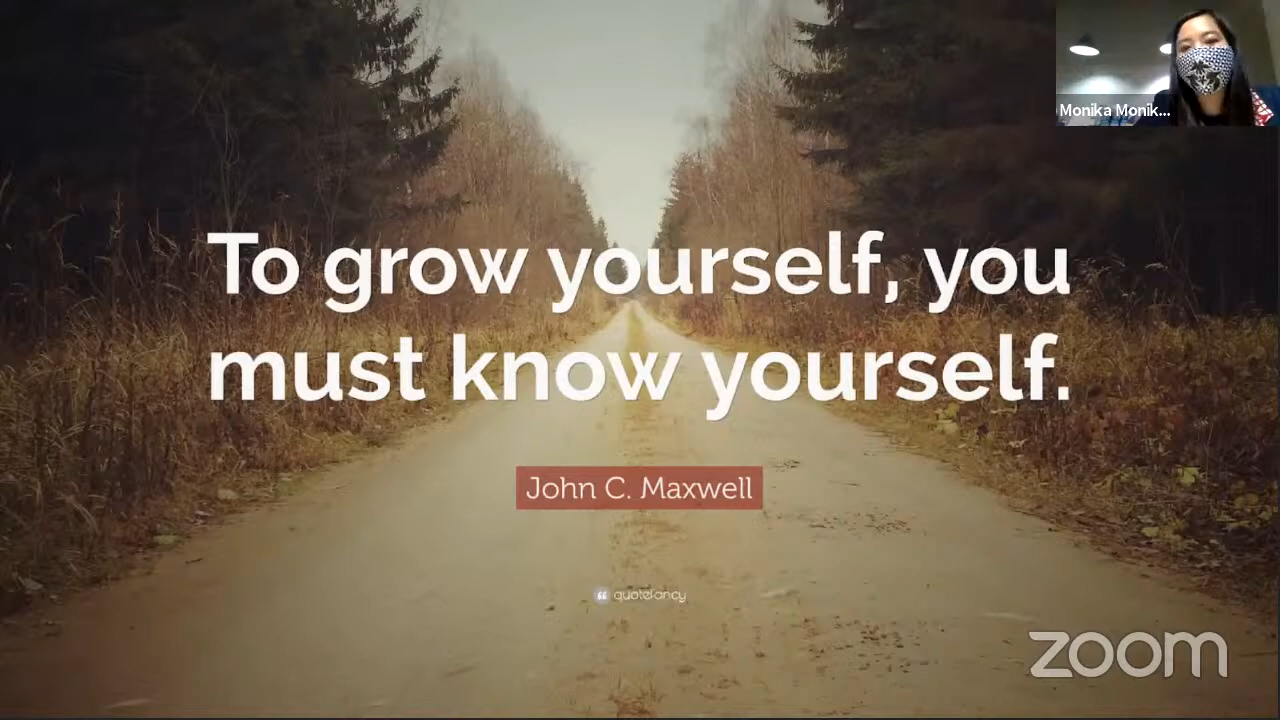 Monika Monik...
To grow yourself, you
must know yourself.
John C. Maxwell
quotefancy
zoom